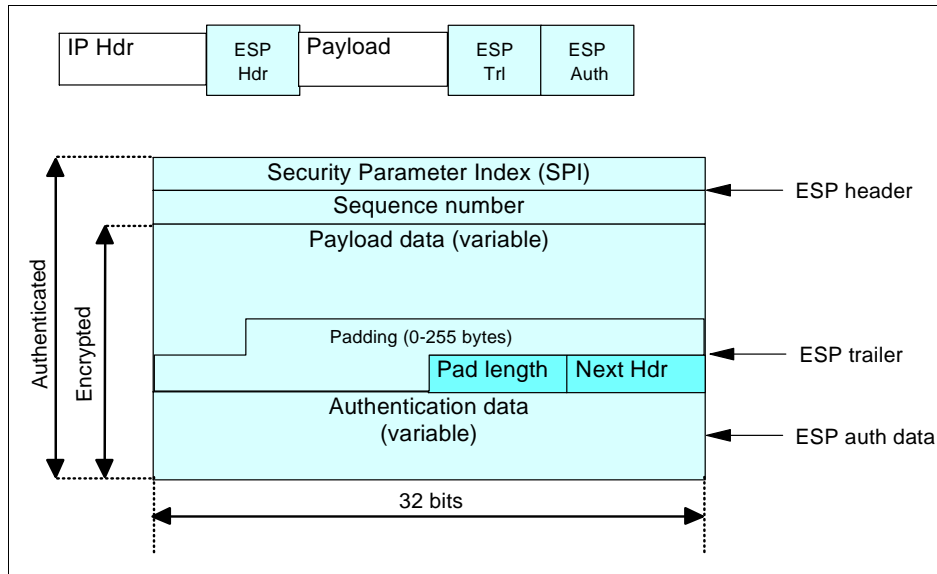 IP Hdr
ESP
Hdr
Payload
ESP
Trl
ESP
Auth
Security Parameter Index (SPI)
ESP header
Sequence number
Payload data (variable)
Authenticated
Encrypted
Padding (0-255 bytes)
ESP trailer
Pad length
Next Hdr
Authentication data
(variable)
ESP auth data
32 bits